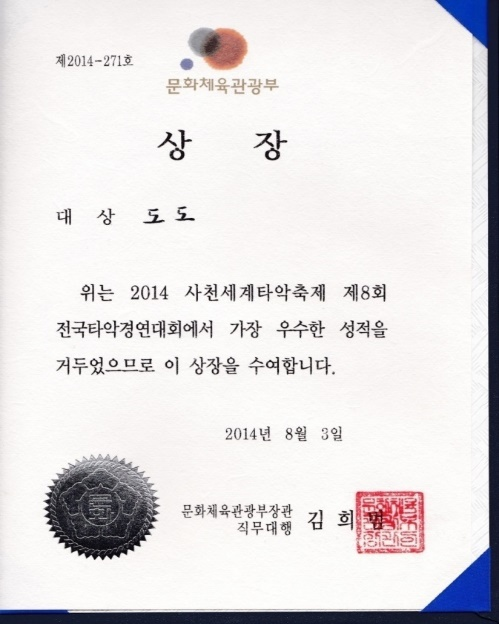 제2014-271호
문화체육관광부
상 장
대 상 도도
위는 2014 사천세계타악축제 제8회
전국타악경연대회에서 가장 우수한 성적을
거두었으므로 이 상장을 수여합니다.
2014년 8월 3일
문화체육관광부장관
직무대행 김희범